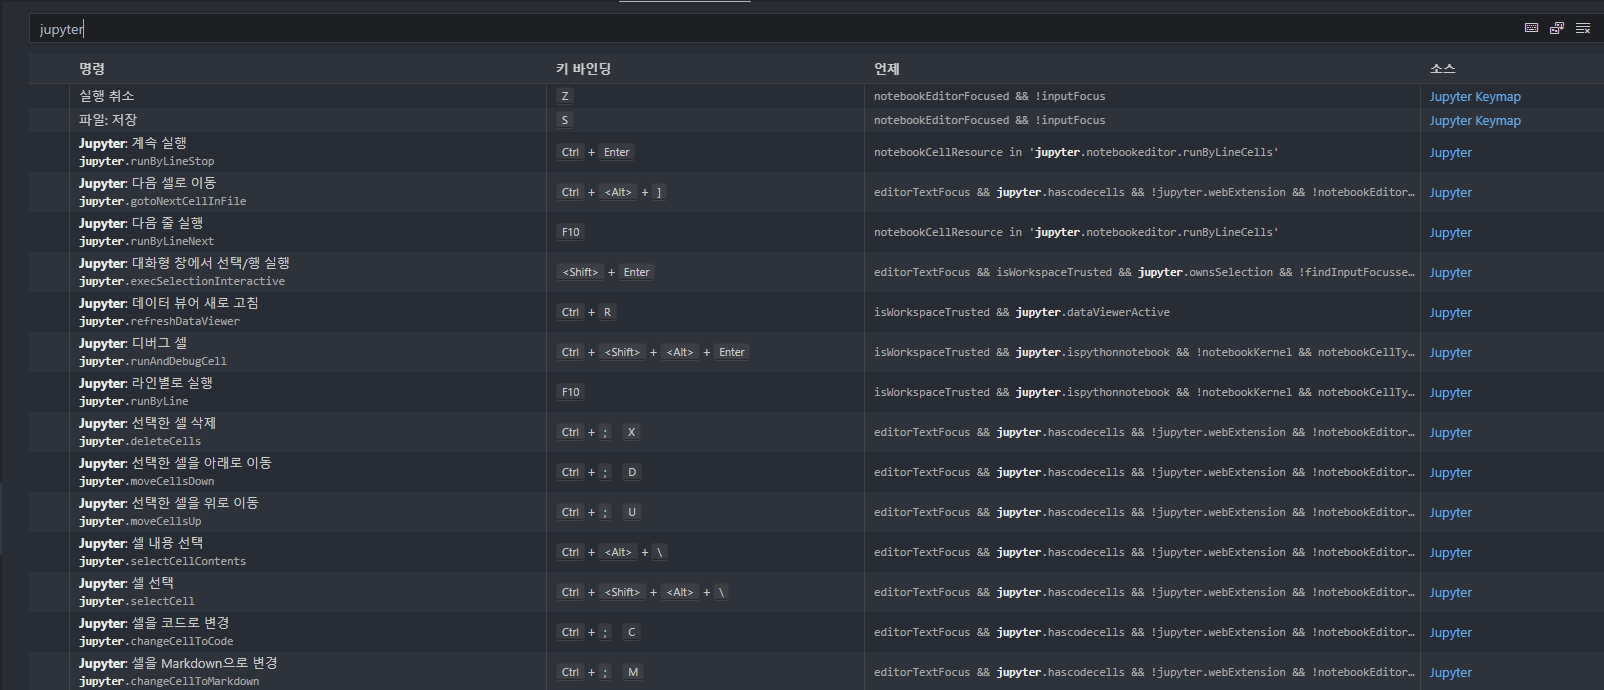 jupyter
명령 키 바인딩 언제 소스
실행 취소 Z notebookEditorFocused && !inputFocus Jupyter Keymap
파일: 저장 S notebookEditorFocused && !inputFocus Jupyter Keymap
Jupyter: 계속 실행
jupyter.runByLineStop
Ctrl + Enter notebookCellResource in 'jupyter.notebookeditor.runByLineCells' Jupyter
Jupyter: 다음 셀로 이동
jupyter.gotoNextCellInFile
Ctrl + <Alt> + ] editorTextFocus && jupyter.hascodecells && !jupyter.webExtension && !notebookEditor… Jupyter
Jupyter: 다음 줄 실행
jupyter.runByLineNext
F10 notebookCellResource in 'jupyter.notebookeditor.runByLineCells' Jupyter
Jupyter: 대화형 창에서 선택/행 실행
jupyter.execSelectionInteractive
<Shift> + Enter editorTextFocus && isWorkspaceTrusted && jupyter.ownsSelection && !findInputFocusse… Jupyter
Jupyter: 데이터 뷰어 새로 고침
jupyter.refreshDataViewer
Ctrl + R isWorkspaceTrusted && jupyter.dataViewerActive Jupyter
Jupyter: 디버그 셀
jupyter.runAndDebugCell
Ctrl + <Shift> + <Alt> + Enter isWorkspaceTrusted && jupyter.ispythonnotebook && !notebookKernel && notebookCellTy… Jupyter
Jupyter: 라인별로 실행
jupyter.runByLine
F10 isWorkspaceTrusted && jupyter.ispythonnotebook && !notebookKernel && notebookCellTy… Jupyter
Jupyter: 선택한 셀 삭제
jupyter.deleteCells
Ctrl + ; X editorTextFocus && jupyter.hascodecells && !jupyter.webExtension && !notebookEditor… Jupyter
Jupyter: 선택한 셀을 아래로 이동
jupyter.moveCellsDown
Ctrl + ; D editorTextFocus && jupyter.hascodecells && !jupyter.webExtension && !notebookEditor… Jupyter
Jupyter: 선택한 셀을 위로 이동
jupyter.moveCellsUp
Ctrl + ; U editorTextFocus && jupyter.hascodecells && !jupyter.webExtension && !notebookEditor… Jupyter
Jupyter: 셀 내용 선택
jupyter.selectCellContents
Ctrl + <Alt> + \ editorTextFocus && jupyter.hascodecells && !jupyter.webExtension && !notebookEditor… Jupyter
Jupyter: 셀 선택
jupyter.selectCell
Ctrl + <Shift> + <Alt> + \ editorTextFocus && jupyter.hascodecells && !jupyter.webExtension && !notebookEditor… Jupyter
Jupyter: 셀을 코드로 변경
jupyter.changeCellToCode
Ctrl + ; C editorTextFocus && jupyter.hascodecells && !jupyter.webExtension && !notebookEditor… Jupyter
Jupyter: 셀을 Markdown으로 변경
jupyter.changeCellToMarkdown
Ctrl + ; M editorTextFocus && jupyter.hascodecells && !jupyter.webExtension && !notebookEditor… Jupyter